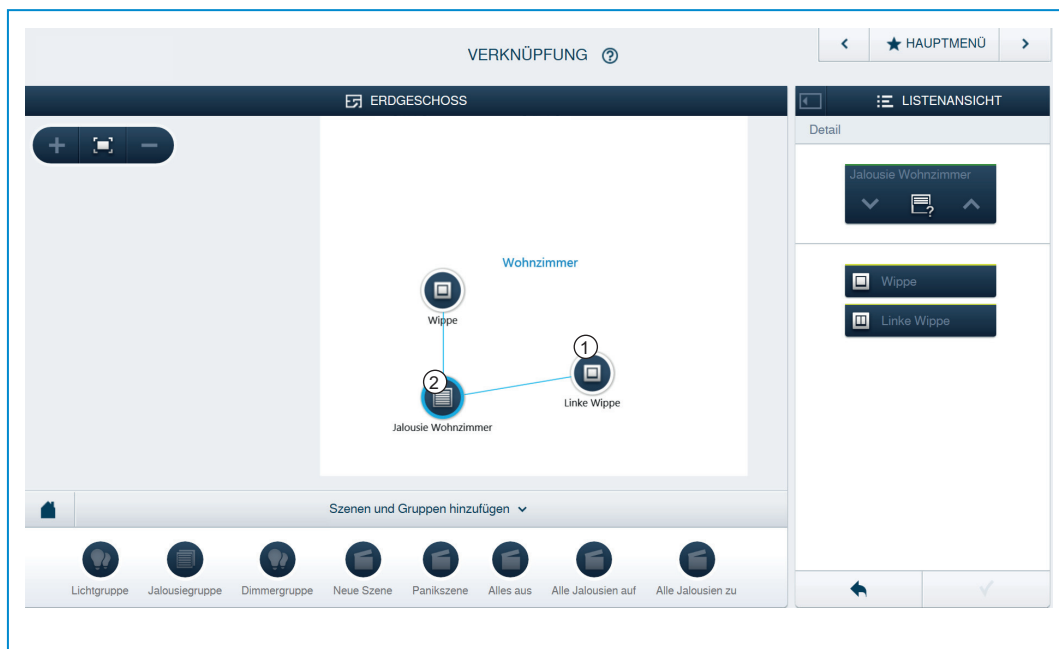 VERKNÜPFUNG ?
HAUPTMENÜ
ERDGESCHOSS
LISTENANSICHT
Detail
Jalousie Wohnzimmer
?
Wohnzimmer
Wippe
1
2
Linke Wippe
Jalousie Wohnzimmer
Wippe
Linke Wippe
Szenen und Gruppen hinzufügen
Lichtgruppe Jalousiegruppe Dimmergruppe Neue Szene Panikszene Alles aus Alle Jalousien auf Alle Jalousien zu